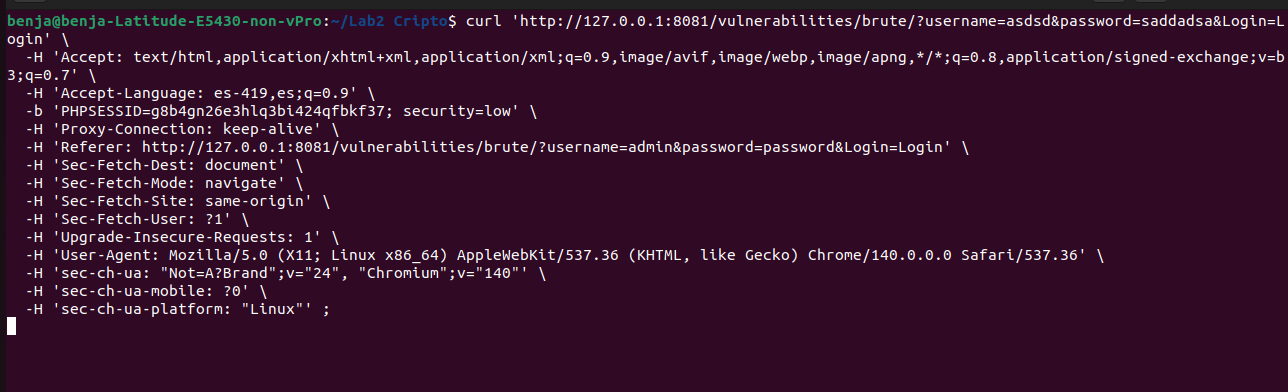 benja@benja-Latitude-E5430-non-vPro:~/Lab2 Cripto$ curl 'http://127.0.0.1:8081/vulnerabilities/brute/?username=asdsd&password=saddadsa&Login=L
ogin' \
  -H 'Accept: text/html,application/xhtml+xml,application/xml;q=0.9,image/avif,image/webp,image/apng,*/*;q=0.8,application/signed-exchange;v=b
3;q=0.7' \
  -H 'Accept-Language: es-419,es;q=0.9' \
  -b 'PHPSESSID=g8b4gn26e3hlq3bi424qfbkf37; security=low' \
  -H 'Proxy-Connection: keep-alive' \
  -H 'Referer: http://127.0.0.1:8081/vulnerabilities/brute/?username=admin&password=password&Login=Login' \
  -H 'Sec-Fetch-Dest: document' \
  -H 'Sec-Fetch-Mode: navigate' \
  -H 'Sec-Fetch-Site: same-origin' \
  -H 'Sec-Fetch-User: ?1' \
  -H 'Upgrade-Insecure-Requests: 1' \
  -H 'User-Agent: Mozilla/5.0 (X11; Linux x86_64) AppleWebKit/537.36 (KHTML, like Gecko) Chrome/140.0.0.0 Safari/537.36' \
  -H 'sec-ch-ua: "Not=A?Brand";v="24", "Chromium";v="140"' \
  -H 'sec-ch-ua-mobile: ?0' \
  -H 'sec-ch-ua-platform: "Linux"' ;